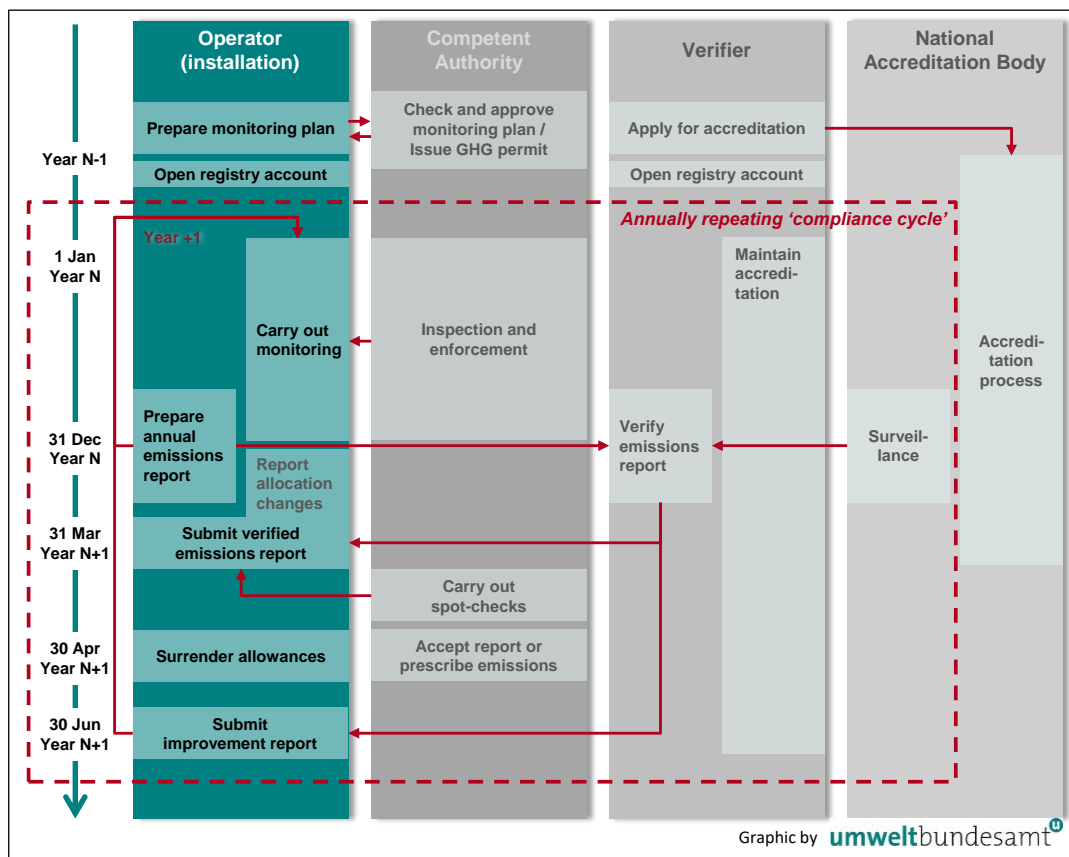 Operator
(installation)
Competent
Authority
Verifier
National
Accreditation Body
Year N-1
Prepare monitoring plan
Check and approve
monitoring plan /
Issue GHG permit
Apply for accreditation
Open registry account
Open registry account
Annually repeating ‘compliance cycle’
Year +1
1 Jan
Year N
Maintain
accredi-
tation
Carry out
monitoring
Inspection and
enforcement
Accredi-
tation
process
31 Dec
Year N
Prepare
annual
emissions
report
Verify
emissions
report
Surveil-
lance
Report
allocation
changes
31 Mar
Year N+1
Submit verified
emissions report
Carry out
spot-checks
30 Apr
Year N+1
Surrender allowances
Accept report or
prescribe emissions
30 Jun
Year N+1
Submit
improvement report
Graphic by umweltbundesamt u